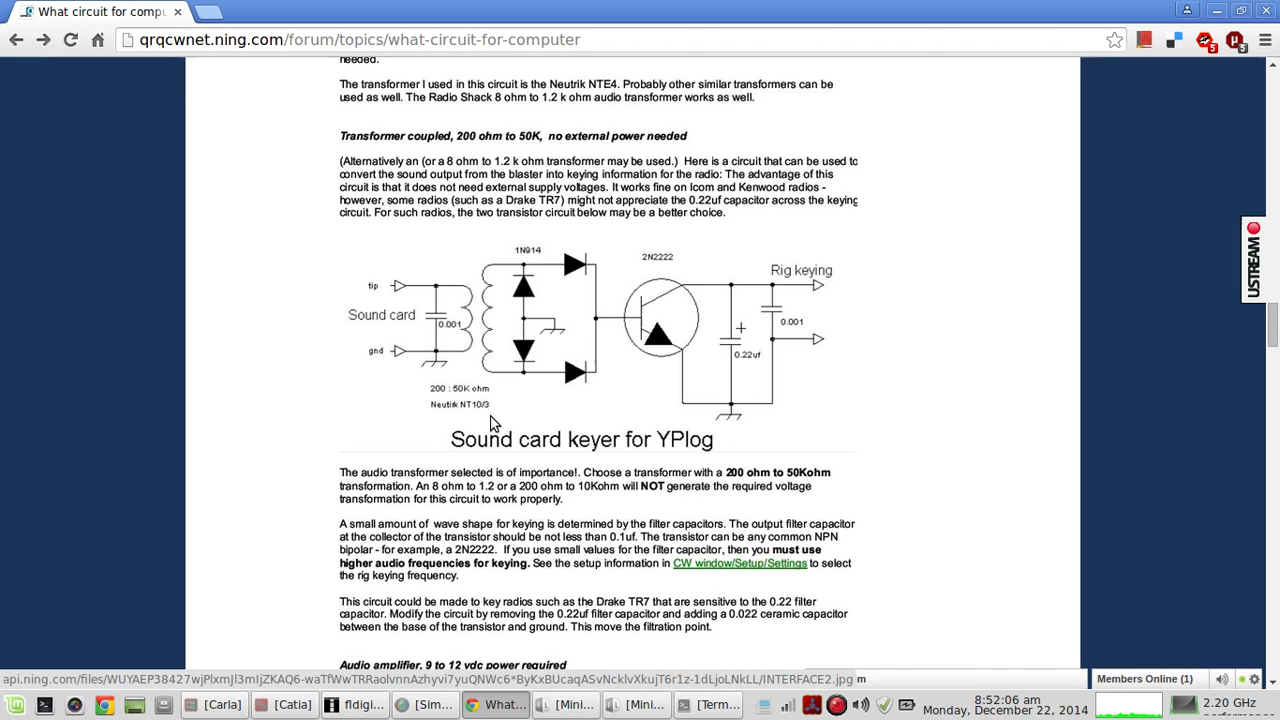 What circuit for compu
qrqcwnet.ning.com/forum/topics/what-circuit-for-computer
5
5
needed.
The transformer I used in this circuit is the Neutrik NTE4. Probably other similar transformers can be
used as well. The Radio Shack 8 ohm to 1.2 k ohm audio transformer works as well.
Transformer coupled, 200 ohm to 50K, no external power needed
(Alternatively an (or a 8 ohm to 1.2 k ohm transformer may be used.) Here is a circuit that can be used to
convert the sound output from the blaster into keying information for the radio: The advantage of this
circuit is that it does not need external supply voltages. It works fine on Icom and Kenwood radios -
however, some radios (such as a Drake TR7) might not appreciate the 0.22uf capacitor across the keying
circuit. For such radios, the two transistor circuit below may be a better choice.
1N914
2N2222
Rig keying
tip
Sound card
0.001
0.001
+
gnd
0.22uf
200 : 50K ohm
Neutirk NT10/3
Sound card keyer for YPlog
USTREAM
The audio transformer selected is of importance!. Choose a transformer with a 200 ohm to 50Kohm
transformation. An 8 ohm to 1.2 or a 200 ohm to 10Kohm will NOT generate the required voltage
transformation for this circuit to work properly.
A small amount of wave shape for keying is determined by the filter capacitors. The output filter capacitor
at the collector of the transistor should be not less than 0.1uf. The transistor can be any common NPN
bipolar - for example, a 2N2222. If you use small values for the filter capacitor, then you must use
higher audio frequencies for keying. See the setup information in CW window/Setup/Settings to select
the rig keying frequency.
This circuit could be made to key radios such as the Drake TR7 that are sensitive to the 0.22 filter
capacitor. Modify the circuit by removing the 0.22uf filter capacitor and adding a 0.022 ceramic capacitor
between the base of the transistor and ground. This move the filtration point.
Audio amplifier, 9 to 12 vdc power required
m
Members Online (1)
[Carla]
[Catia]
fldigi...
[Sim...
What...
[Mini...
[Mini...
[Term...
8:52:06 PM
Monday, December 22, 2014
2.20 GHz